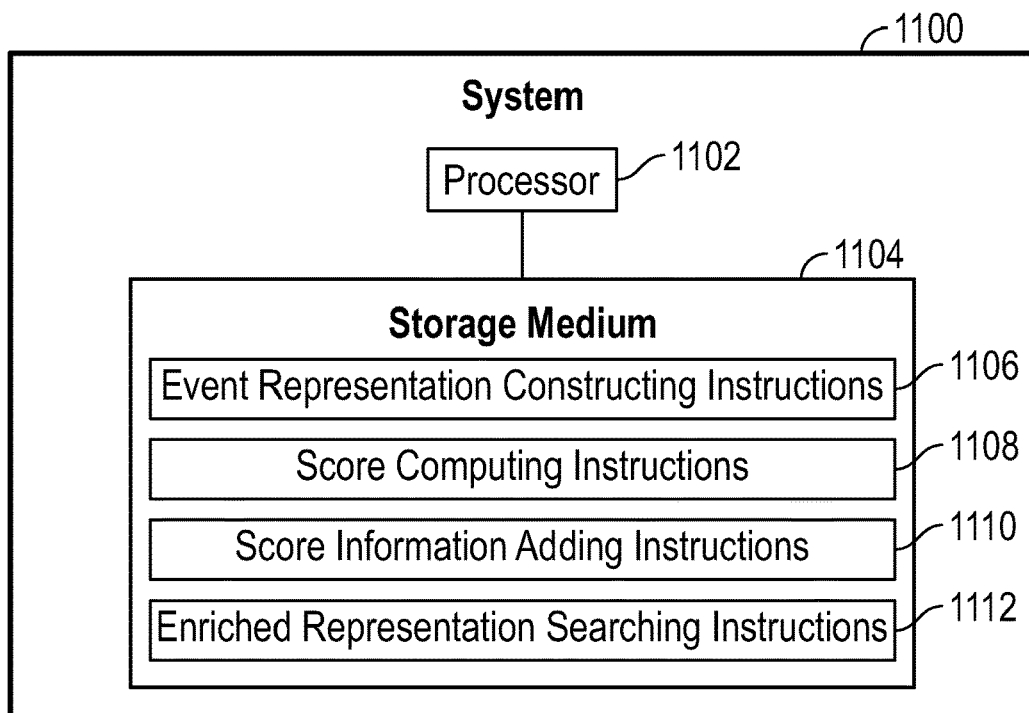 1100
System
Processor
1102
1104
Storage Medium
Event Representation Constructing Instructions
1106
Score Computing Instructions
1108
Score Information Adding Instructions
1110
Enriched Representation Searching Instructions
1112